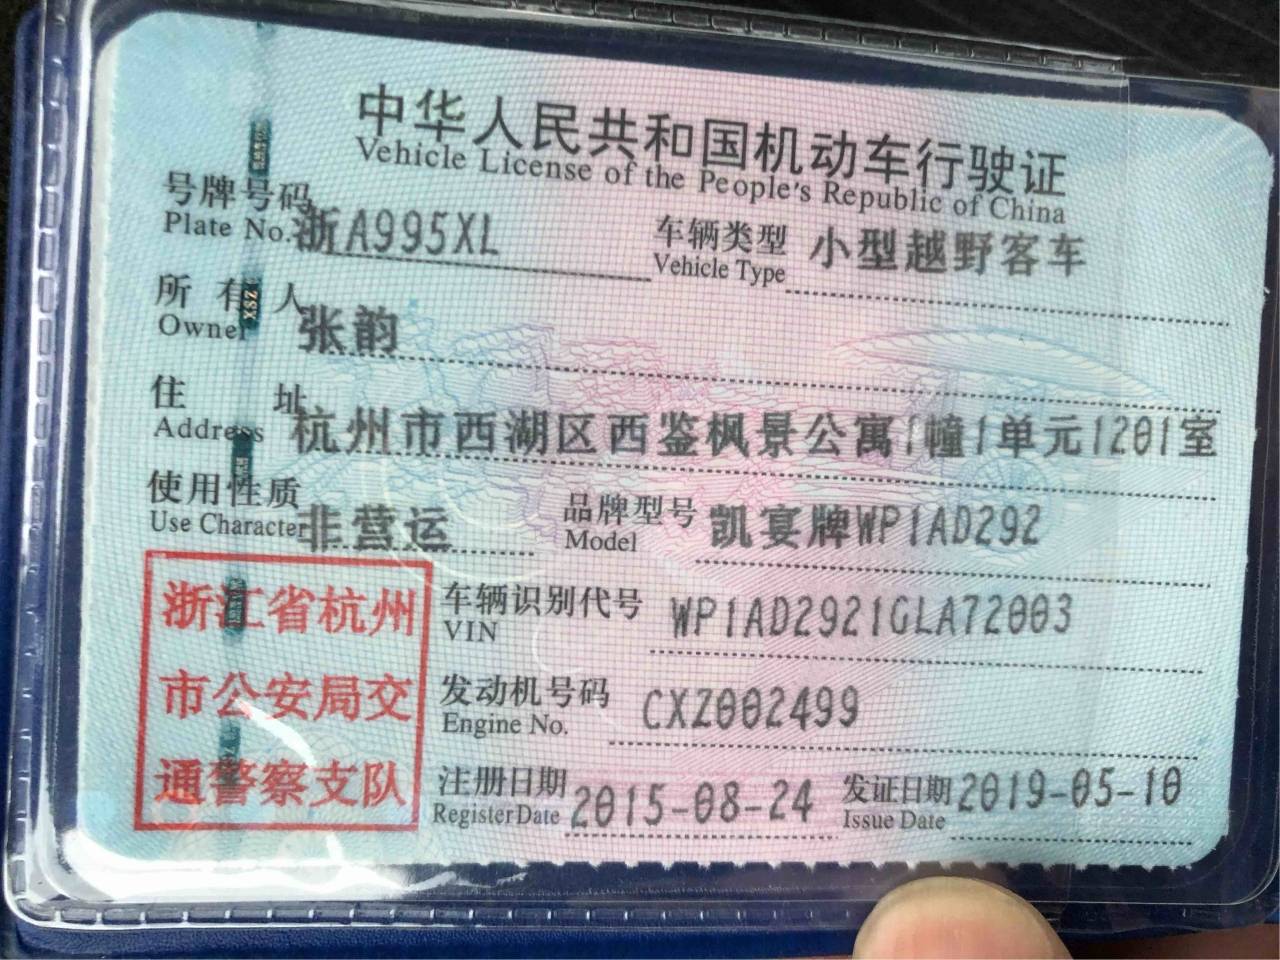 中华人民共和国机动车行驶证
Vehicle License of the People's Republic of China
号牌号码 浙A995XL 车辆类型 小型越野客车
Plate No. Vehicle Type
所有人 张韵
Owner
住址 杭州市西湖区西鉴枫景公寓1幢1单元1201室
Address
使用性质 非营运 品牌型号 凯宴牌WP1AD292
Use Character Model
浙江省杭州
市公安局交
通警察支队
车辆识别代号 WP1AD2921GLA72003
VIN
发动机号码 CXZ002499
Engine No.
注册日期 2015-08-24 发证日期 2019-05-10
Register Date Issue Date